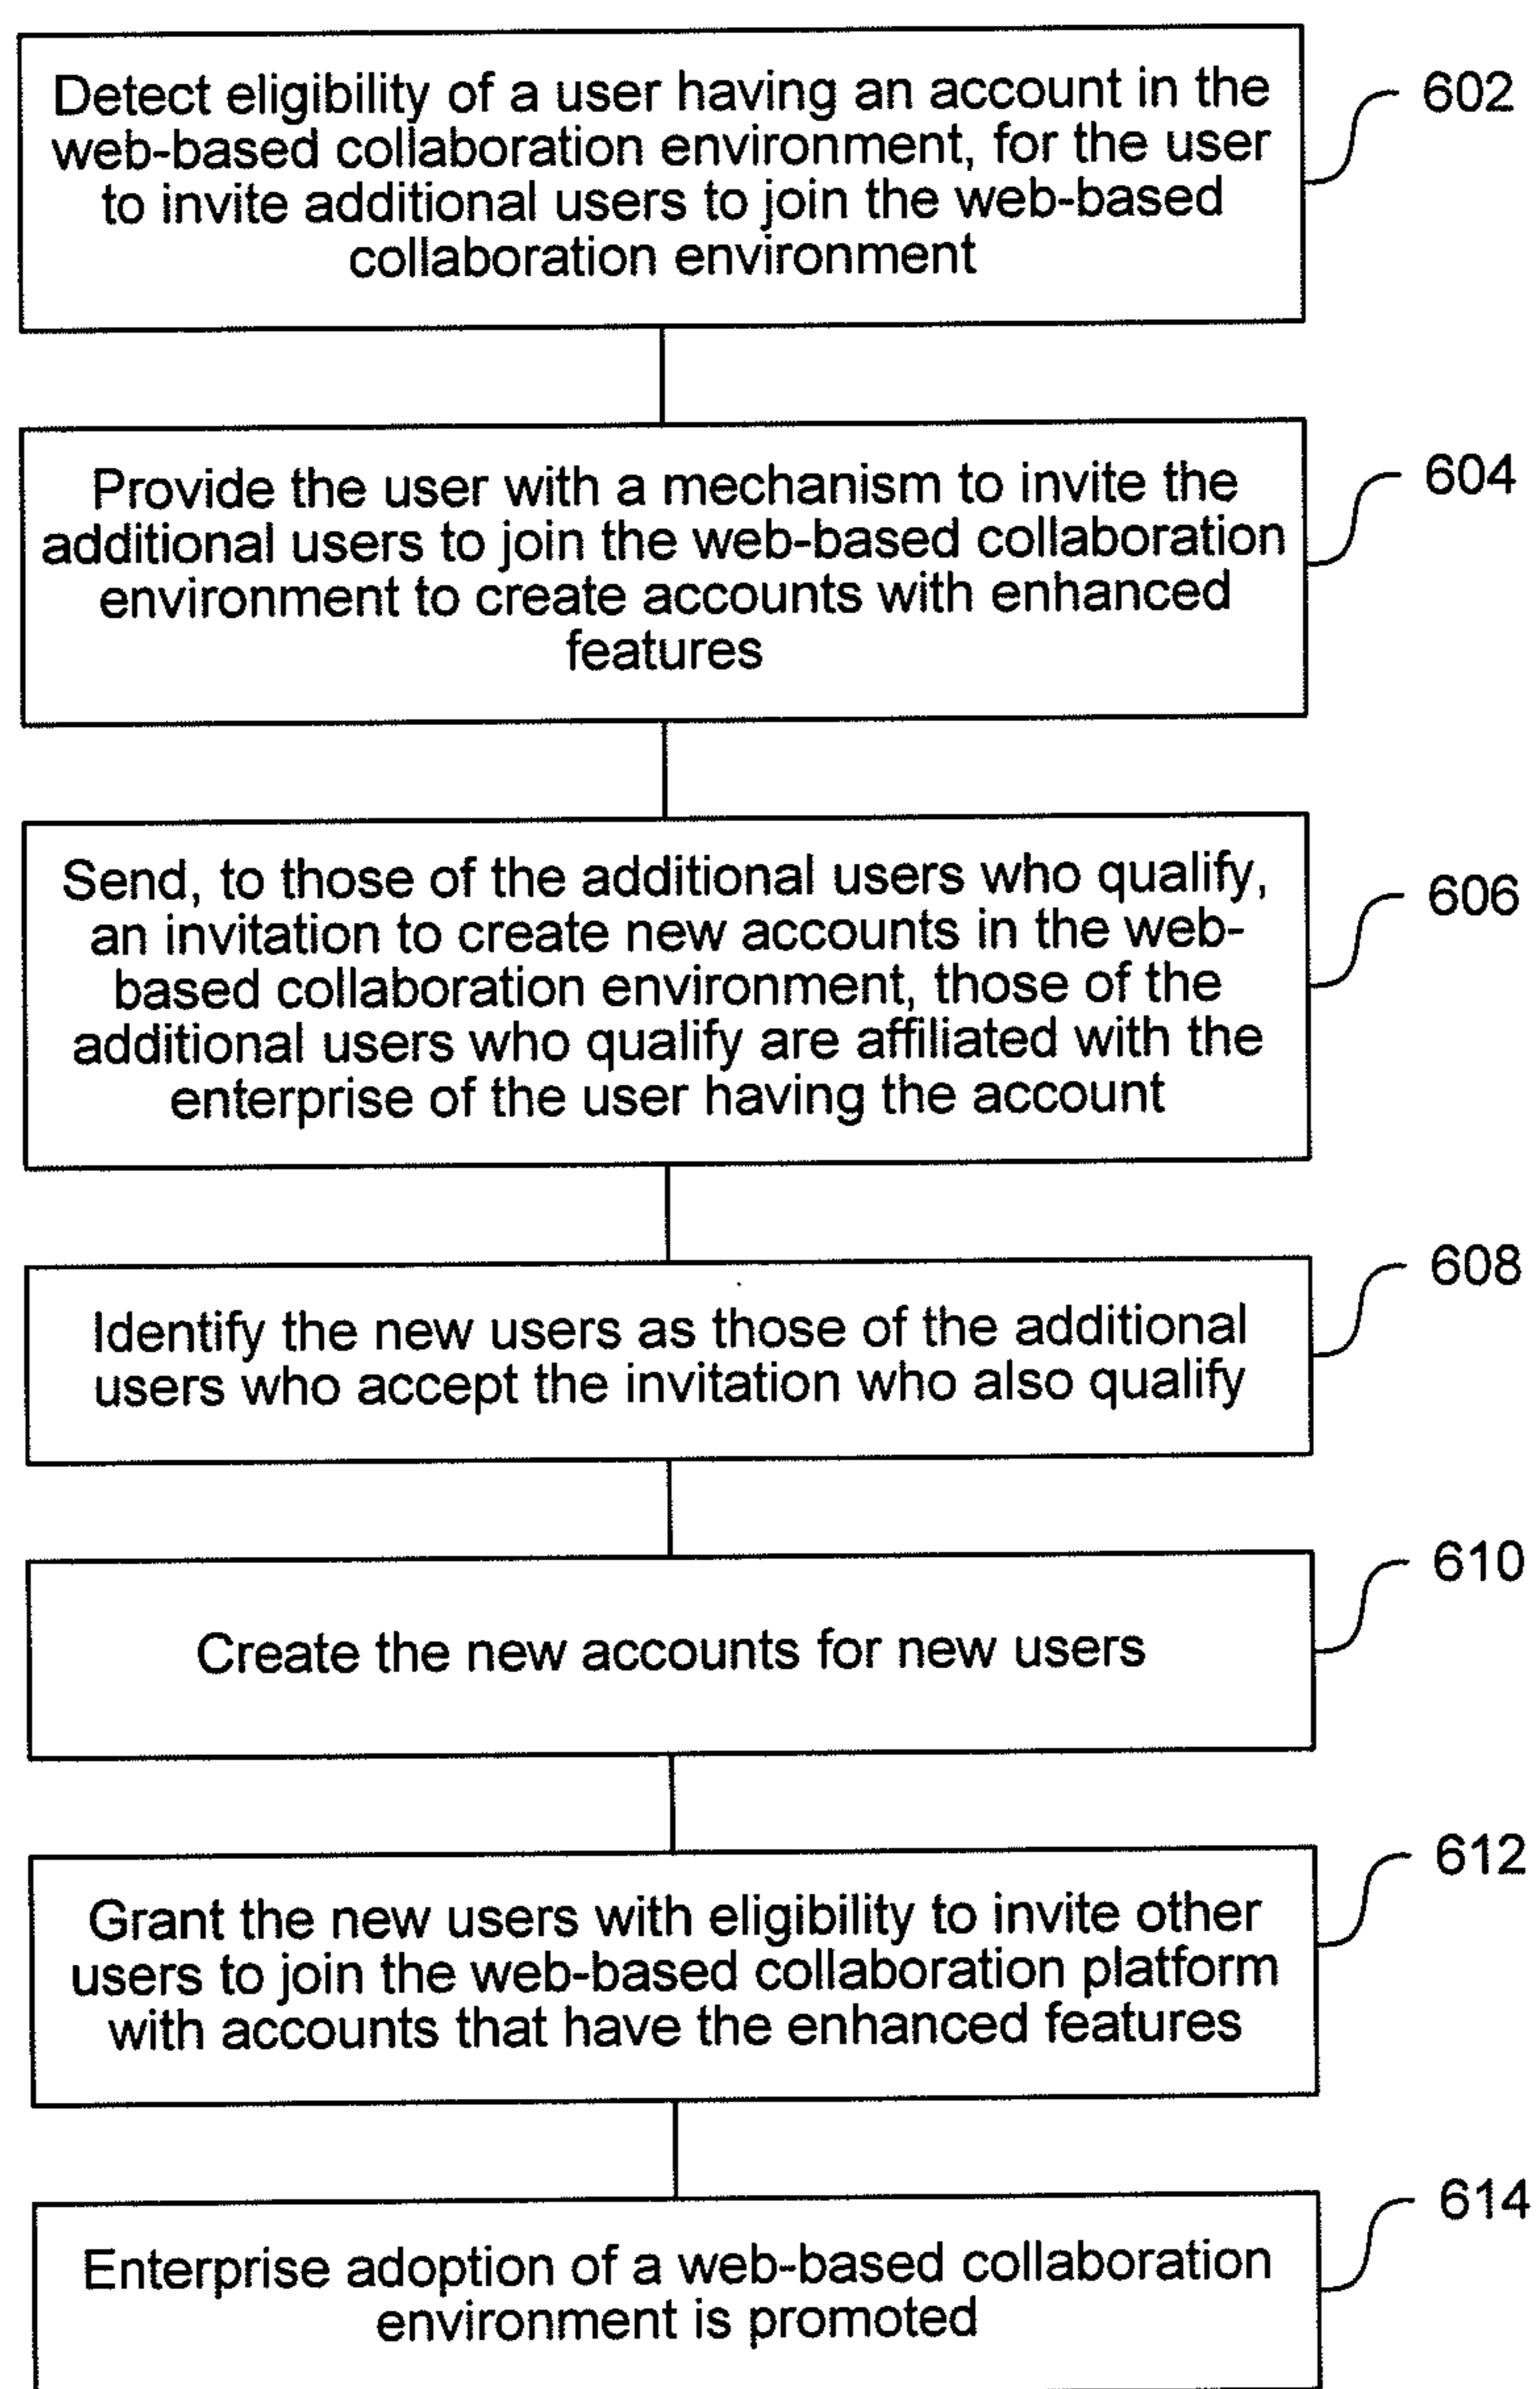 Detect eligibility of a user having an account in the
web-based collaboration environment, for the user
to invite additional users to join the web-based
collaboration environment
602
Provide the user with a mechanism to invite the
additional users to join the web-based collaboration
environment to create accounts with enhanced
features
604
Send, to those of the additional users who qualify,
an invitation to create new accounts in the web-
based collaboration environment, those of the
additional users who qualify are affiliated with the
enterprise of the user having the account
606
Identify the new users as those of the additional
users who accept the invitation who also qualify
608
Create the new accounts for new users
610
Grant the new users with eligibility to invite other
users to join the web-based collaboration platform
with accounts that have the enhanced features
612
Enterprise adoption of a web-based collaboration
environment is promoted
614